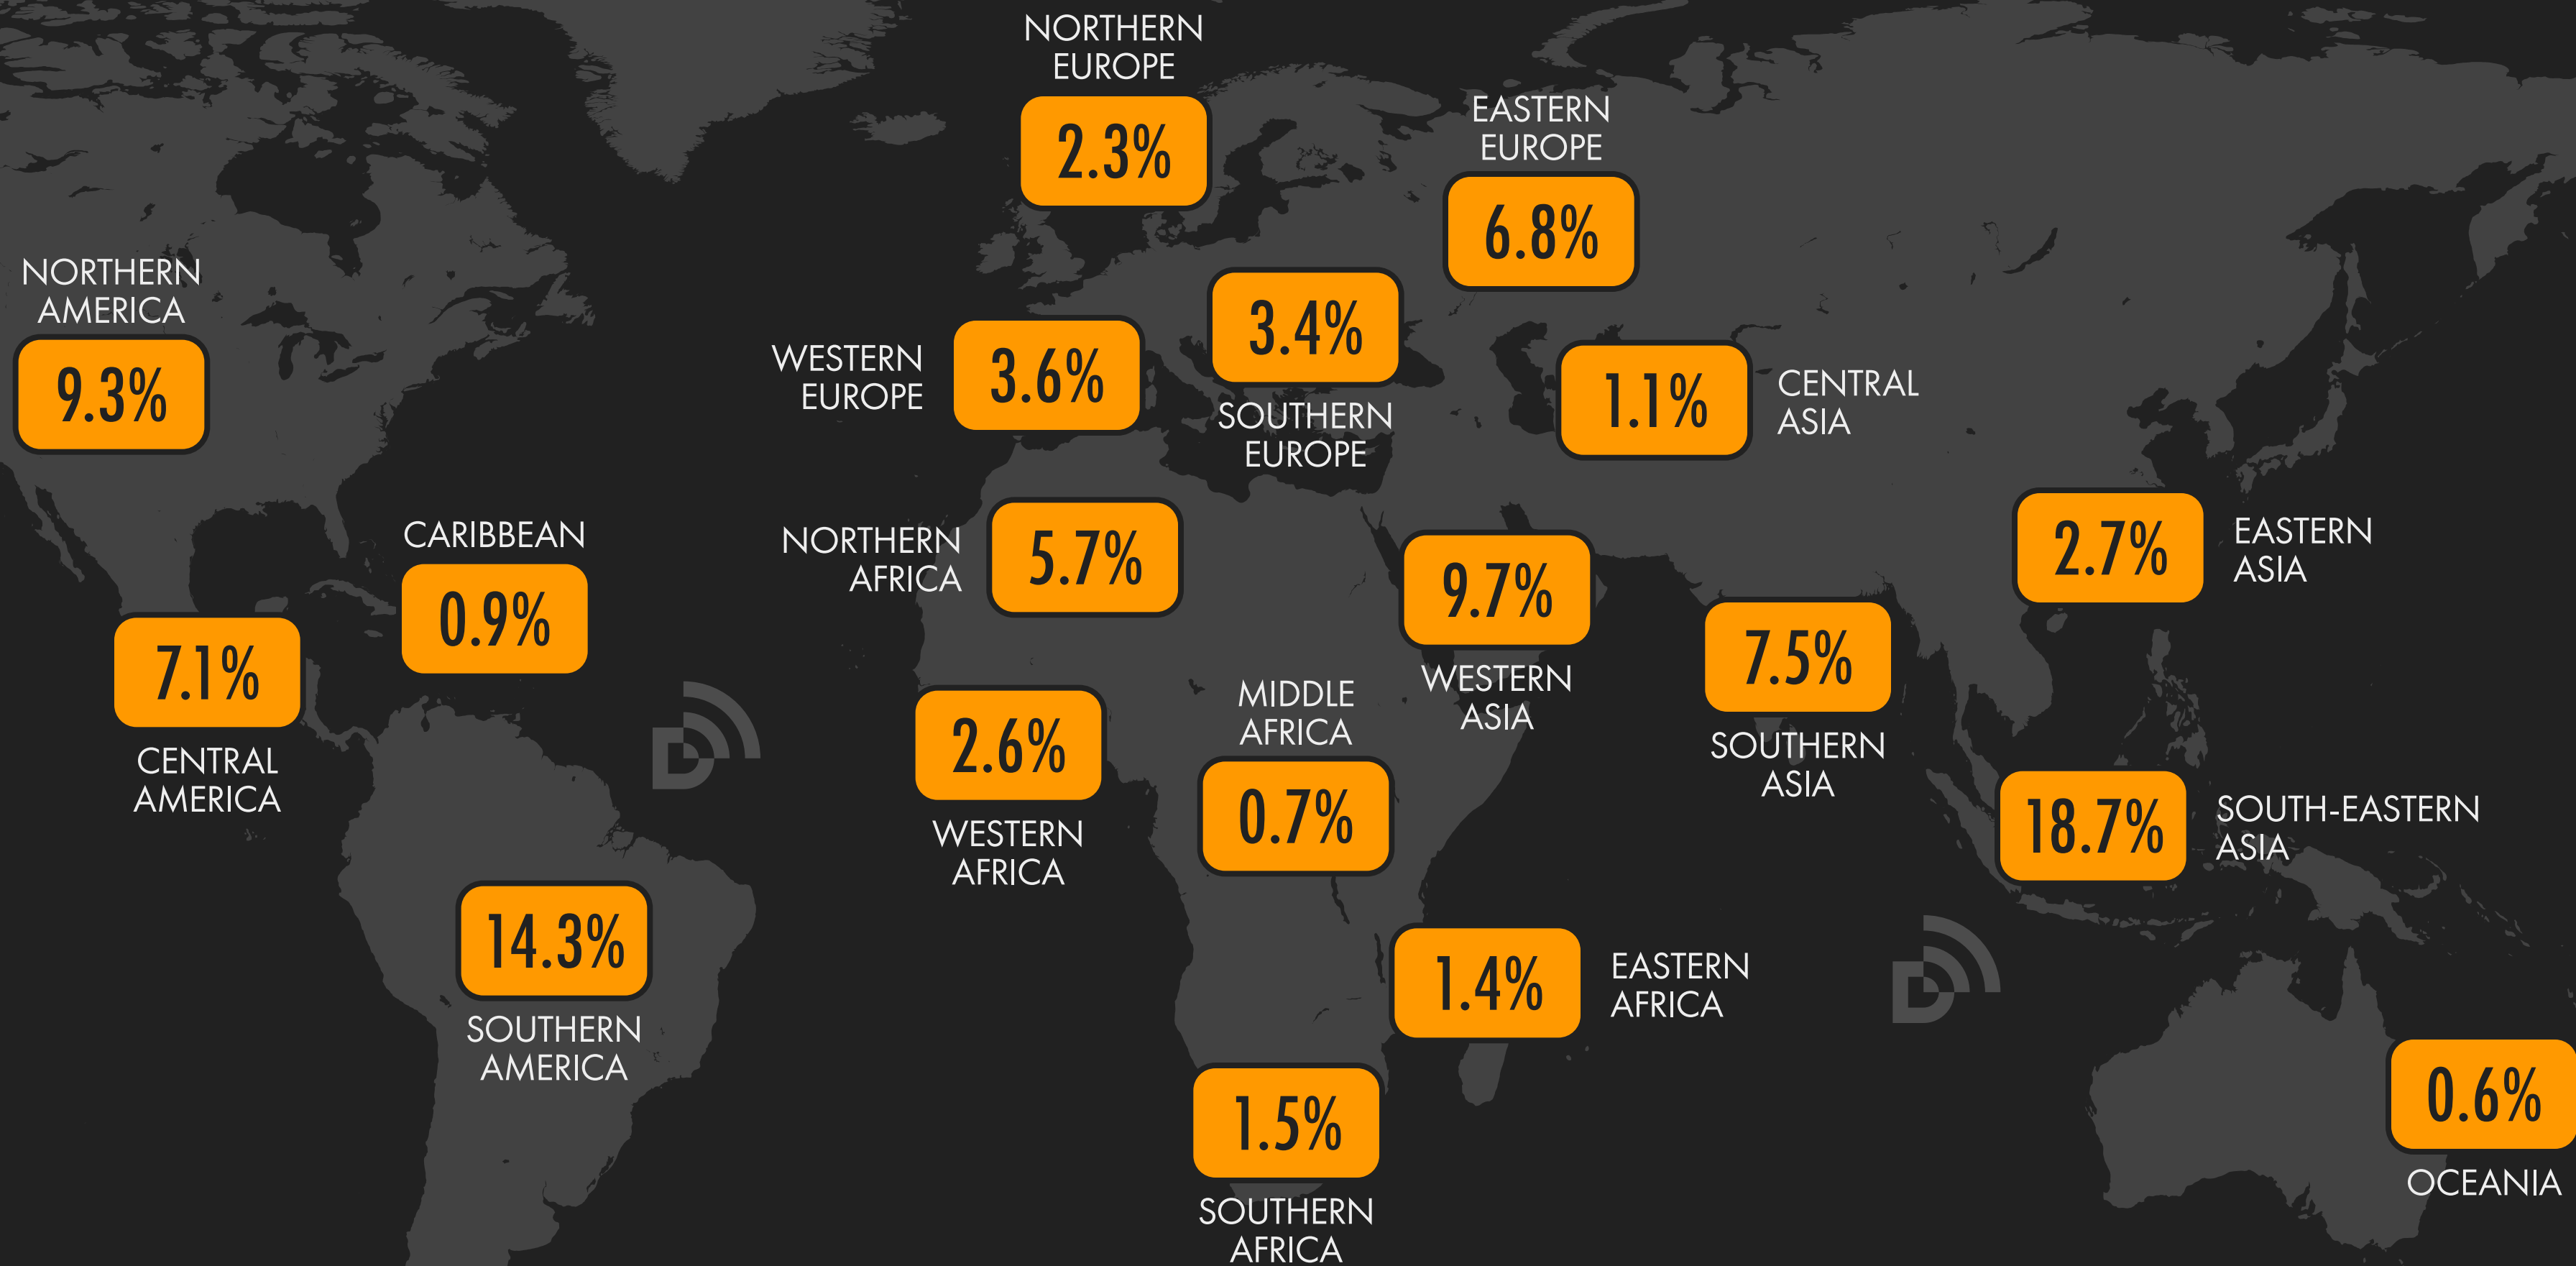 NORTHERN
EUROPE
2.3%
EASTERN
EUROPE
6.8%
NORTHERN
AMERICA
9.3%
WESTERN
EUROPE
3.6%
3.4%
SOUTHERN
EUROPE
1.1%
CENTRAL
ASIA
CARIBBEAN
0.9%
NORTHERN
AFRICA
5.7%
9.7%
WESTERN
ASIA
2.7%
EASTERN
ASIA
7.1%
CENTRAL
AMERICA
2.6%
WESTERN
AFRICA
MIDDLE
AFRICA
0.7%
7.5%
SOUTHERN
ASIA
18.7%
SOUTH-EASTERN
ASIA
14.3%
SOUTHERN
AMERICA
1.4%
EASTERN
AFRICA
1.5%
SOUTHERN
AFRICA
0.6%
OCEANIA